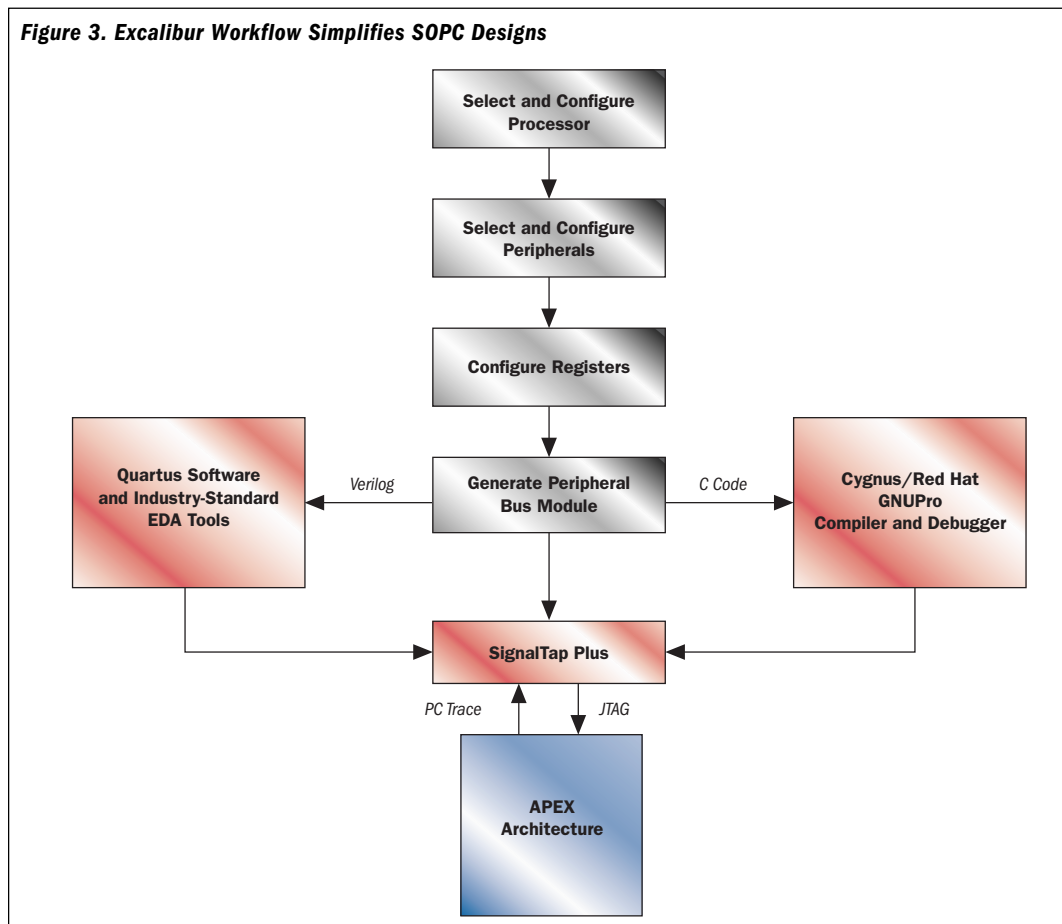 Figure 3. Excalibur Workflow Simplifies SOPC Designs
Select and Configure
Processor
Select and Configure
Peripherals
Configure Registers
Quartus Software
and Industry-Standard
EDA Tools
Verilog
Generate Peripheral
Bus Module
C Code
Cygnus/Red Hat
GNUPro
Compiler and Debugger
SignalTap Plus
PC Trace
JTAG
APEX
Architecture